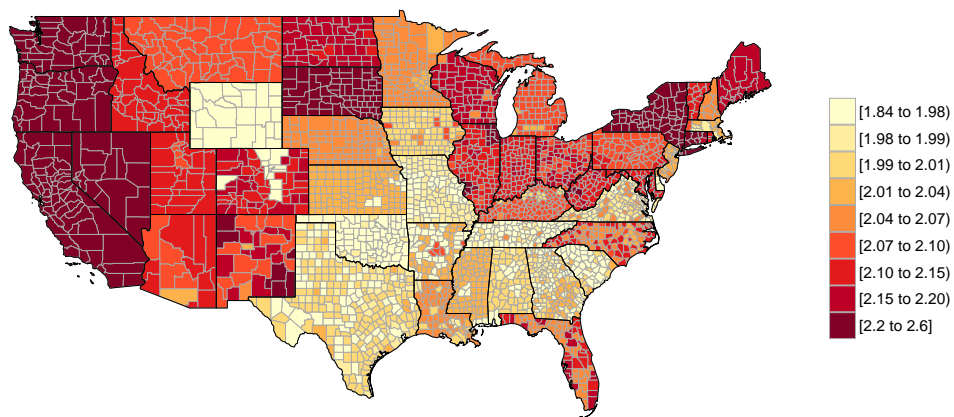 [1.84 to 1.98)
[1.98 to 1.99)
[1.99 to 2.01)
[2.01 to 2.04)
[2.04 to 2.07)
[2.07 to 2.10)
[2.10 to 2.15)
[2.15 to 2.20)
[2.2 to 2.6]